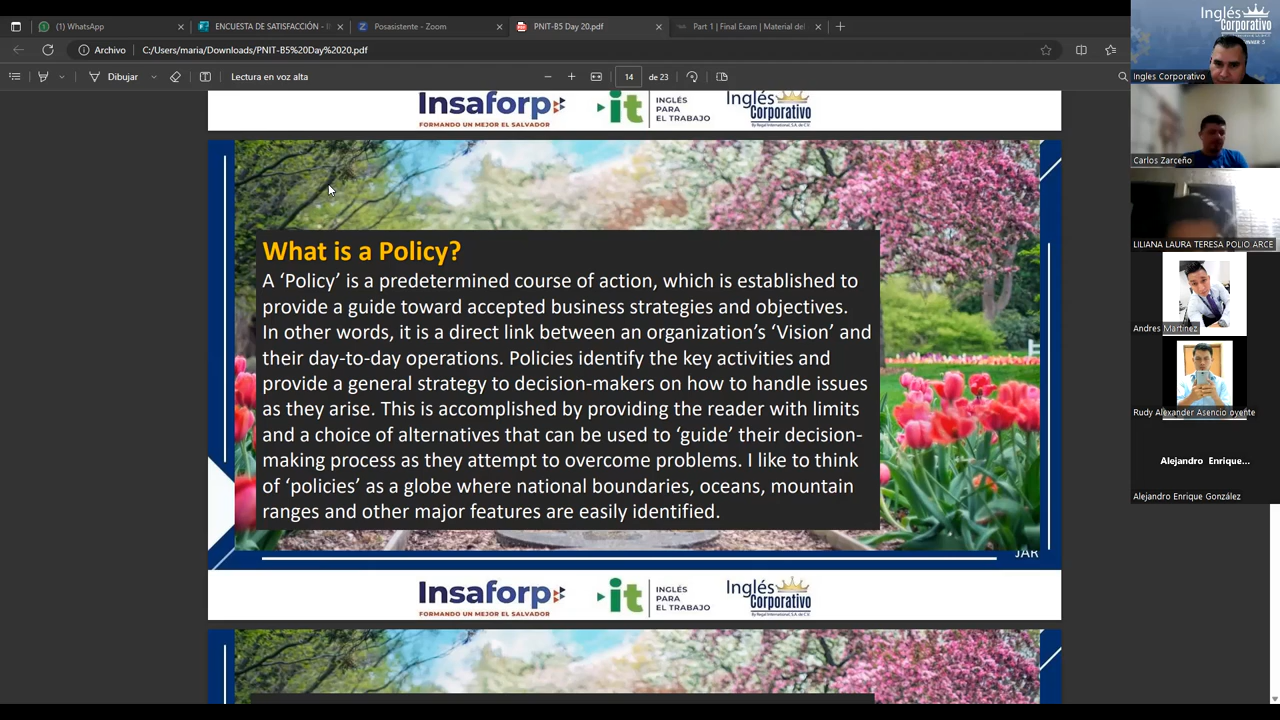 (1) WhatsApp
ENCUESTA DE SATISFACCIÓN - I
Posasistente - Zoom
PNIT-B5 Day 20.pdf
Part 1 | Final Exam | Material del
Archivo
C:/Users/maria/Downloads/PNIT-B5%20Day%2020.pdf
Dibujar
Lectura en voz alta
14 de 23
Insaforp
FORMANDO UN MEJOR EL SALVADOR
it
INGLÉS
PARA
EL TRABAJO
Inglés
Corporativo
What is a Policy?
A ‘Policy’ is a predetermined course of action, which is established to
provide a guide toward accepted business strategies and objectives.
In other words, it is a direct link between an organization’s ‘Vision’ and
their day-to-day operations. Policies identify the key activities and
provide a general strategy to decision-makers on how to handle issues
as they arise. This is accomplished by providing the reader with limits
and a choice of alternatives that can be used to ‘guide’ their decision-
making process as they attempt to overcome problems. I like to think
of ‘policies’ as a globe where national boundaries, oceans, mountain
ranges and other major features are easily identified.
JAR
Insaforp
FORMANDO UN MEJOR EL SALVADOR
it
INGLÉS
PARA
EL TRABAJO
Inglés
Corporativo
Inglés
Ingles Corporativo
Carlos Zarceño
LILIANA LAURA TERESA POLIO ARCE
Andres Martinez
Rudy Alexander Asencio oyente
Alejandro Enrique...
Alejandro Enrique González